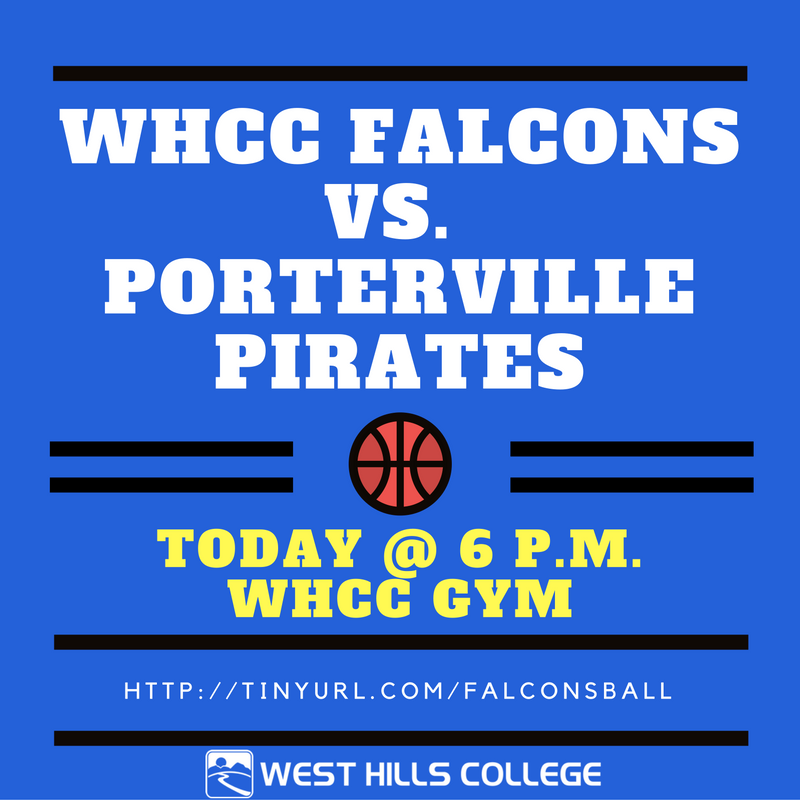 WHCC FALCONS
VS.
PORTERVILLE
PIRATES
TODAY @ 6 P.M.
WHCC GYM
HTTP://TINYURL.COM/FALCONSBALL
WEST HILLS COLLEGE